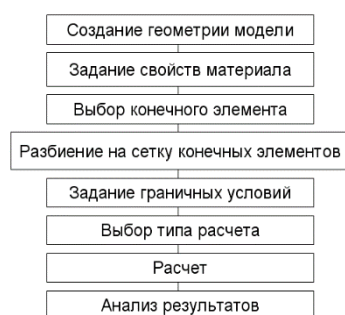 Создание геометрии модели
Задание свойств материала
Выбор конечного элемента
Разбиение на сетку конечных элементов
Задание граничных условий
Выбор типа расчета
Расчет
Анализ результатов